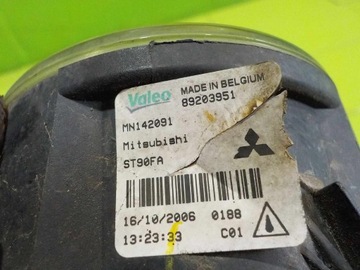 Valeo MADE IN BELGIUM
89203951
MN142091
Mitsubishi
ST90FA
16/10/2006 0188
13:23:33 C01